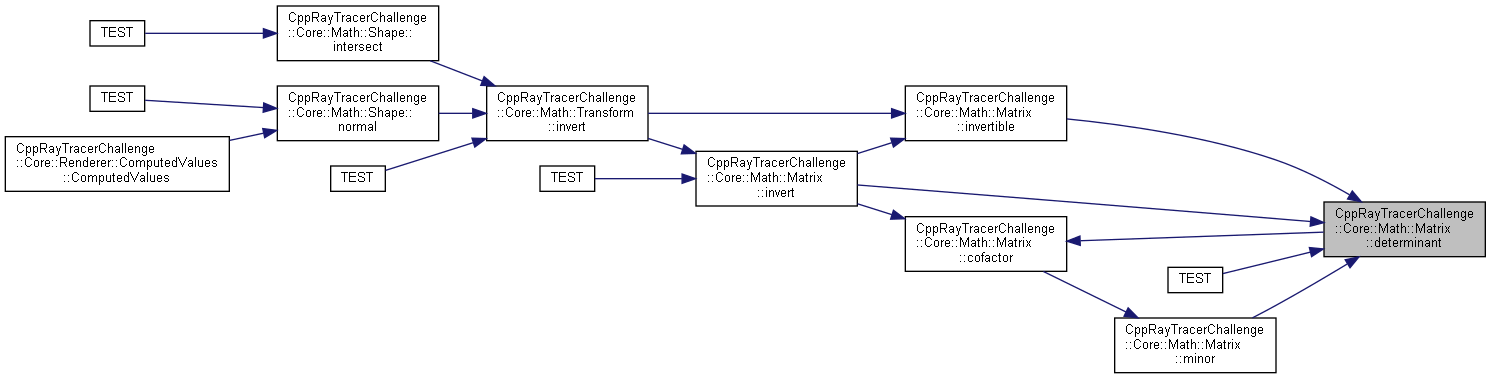 TEST
CppRayTracerChallenge
::Core::Math::Shape::
intersect
TEST
CppRayTracerChallenge
::Core::Math::Shape::
normal
CppRayTracerChallenge
::Core::Renderer::ComputedValues
::ComputedValues
TEST
CppRayTracerChallenge
::Core::Math::Transform
::invert
TEST
CppRayTracerChallenge
::Core::Math::Matrix
::invert
CppRayTracerChallenge
::Core::Math::Matrix
::invertible
CppRayTracerChallenge
::Core::Math::Matrix
::cofactor
TEST
CppRayTracerChallenge
::Core::Math::Matrix
::minor
CppRayTracerChallenge
::Core::Math::Matrix
::determinant